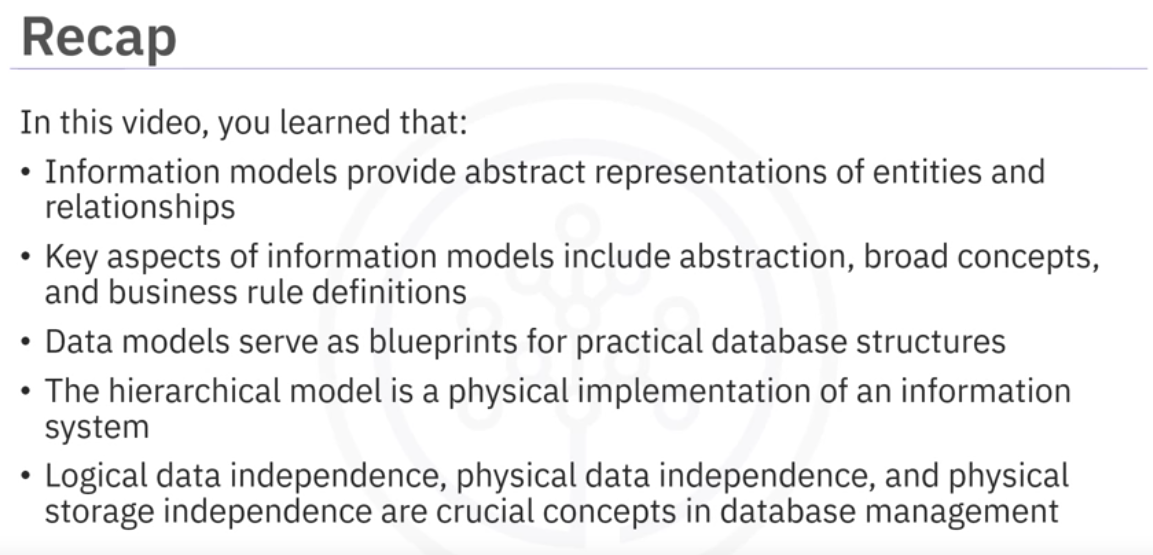 Recap
In this video, you learned that:
• Information models provide abstract representations of entities and
relationships
• Key aspects of information models include abstraction, broad concepts,
and business rule definitions
• Data models serve as blueprints for practical database structures
• The hierarchical model is a physical implementation of an information
system
• Logical data independence, physical data independence, and physical
storage independence are crucial concepts in database management